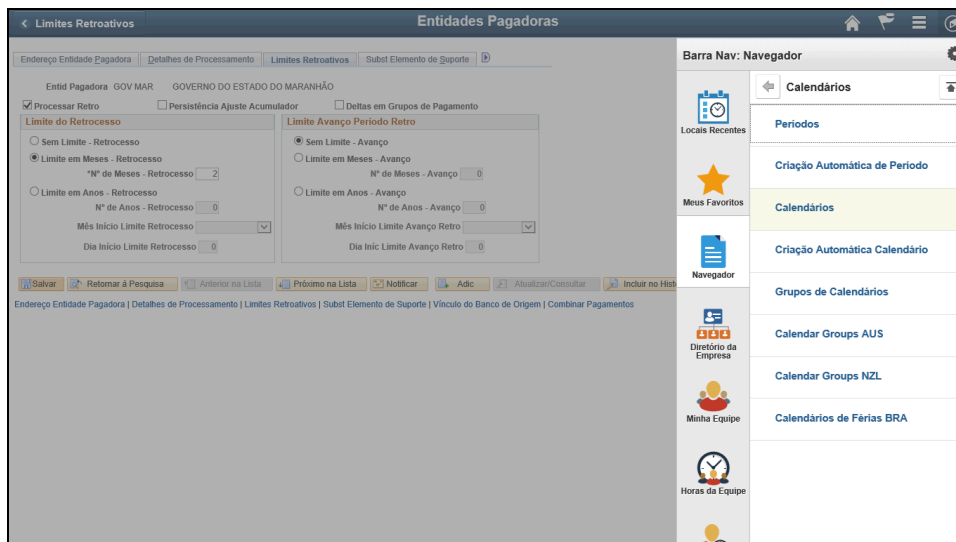 Limites Retroativos
Entidades Pagadoras
Endereço Entidade Pagadora
Detalhes de Processamento
Limites Retroativos
Subst Elemento de Suporte
Entid Pagadora GOV MAR GOVERNO DO ESTADO DO MARANHÃO
Processar Retro
Persistência Ajuste Acumulador
Deltas em Grupos de Pagamento
Limite do Retrocesso
Sem Limite - Retrocesso
Limite em Meses - Retrocesso
*Nº de Meses - Retrocesso 2
Limite em Anos - Retrocesso
Nº de Anos - Retrocesso 0
Mês Início Limite Retrocesso
Dia Início Limite Retrocesso 0
Limite Avanço Período Retro
Sem Limite - Avanço
Limite em Meses - Avanço
Nº de Meses - Avanço 0
Limite em Anos - Avanço
Nº de Anos - Avanço 0
Mês Início Limite Avanço Retro
Dia Iníc Limite Avanço Retro 0
Salvar
Retornar à Pesquisa
Anterior na Lista
Próximo na Lista
Notificar
Adic
Atualizar/Consultar
Incluir no Hist
Endereço Entidade Pagadora | Detalhes de Processamento | Limites Retroativos | Subst Elemento de Suporte | Vínculo do Banco de Origem | Combinar Pagamentos
Barra Nav: Navegador
Locais Recentes
Meus Favoritos
Navegador
Diretório da
Empresa
Minha Equipe
Horas da Equipe
Calendários
Períodos
Criação Automática de Período
Calendários
Criação Automática Calendário
Grupos de Calendários
Calendar Groups AUS
Calendar Groups NZL
Calendários de Férias BRA